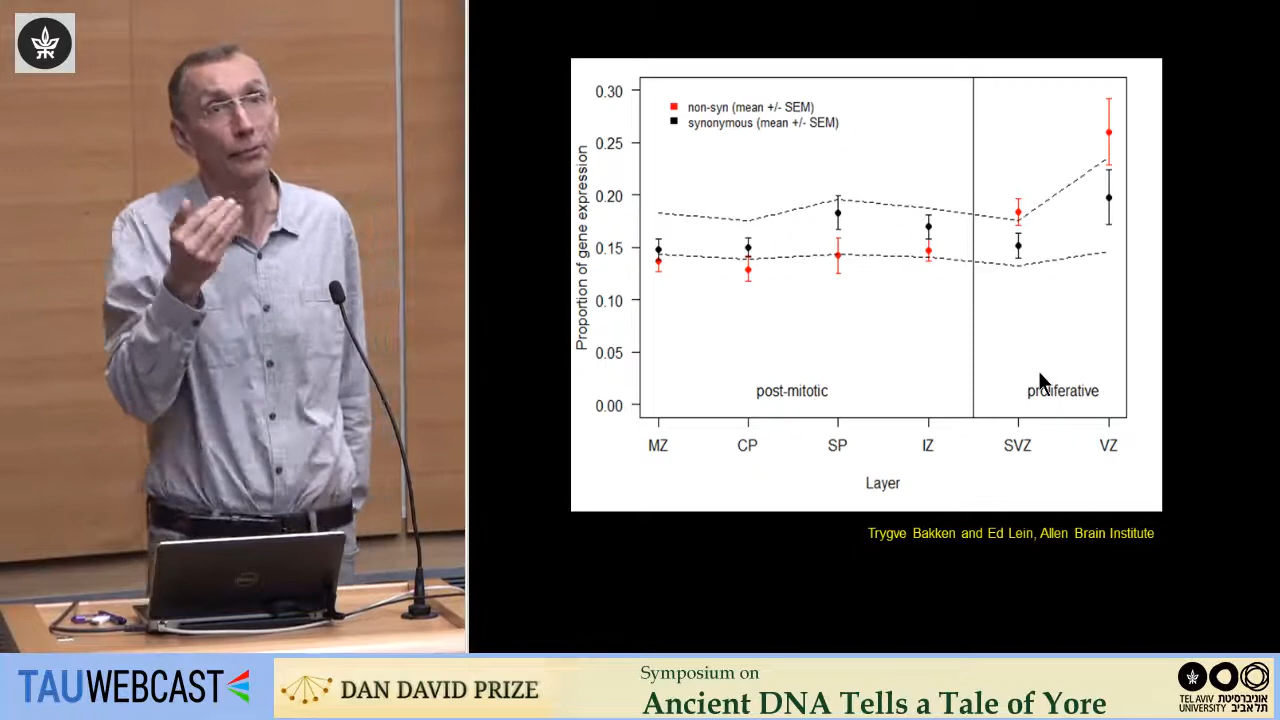 0.30
0.25
0.20
0.15
0.10
0.05
0.00
Proportion of gene expression
non-syn (mean +/- SEM)
synonymous (mean +/- SEM)
post-mitotic
proliferative
MZ
CP
SP
IZ
SVZ
VZ
Layer
Trygve Bakken and Ed Lein, Allen Brain Institute
TAUWEBCAST
DAN DAVID PRIZE
Symposium on
Ancient DNA Tells a Tale of Yore
TEL AVIV אוניברסיטת
UNIVERSITY תל אביב